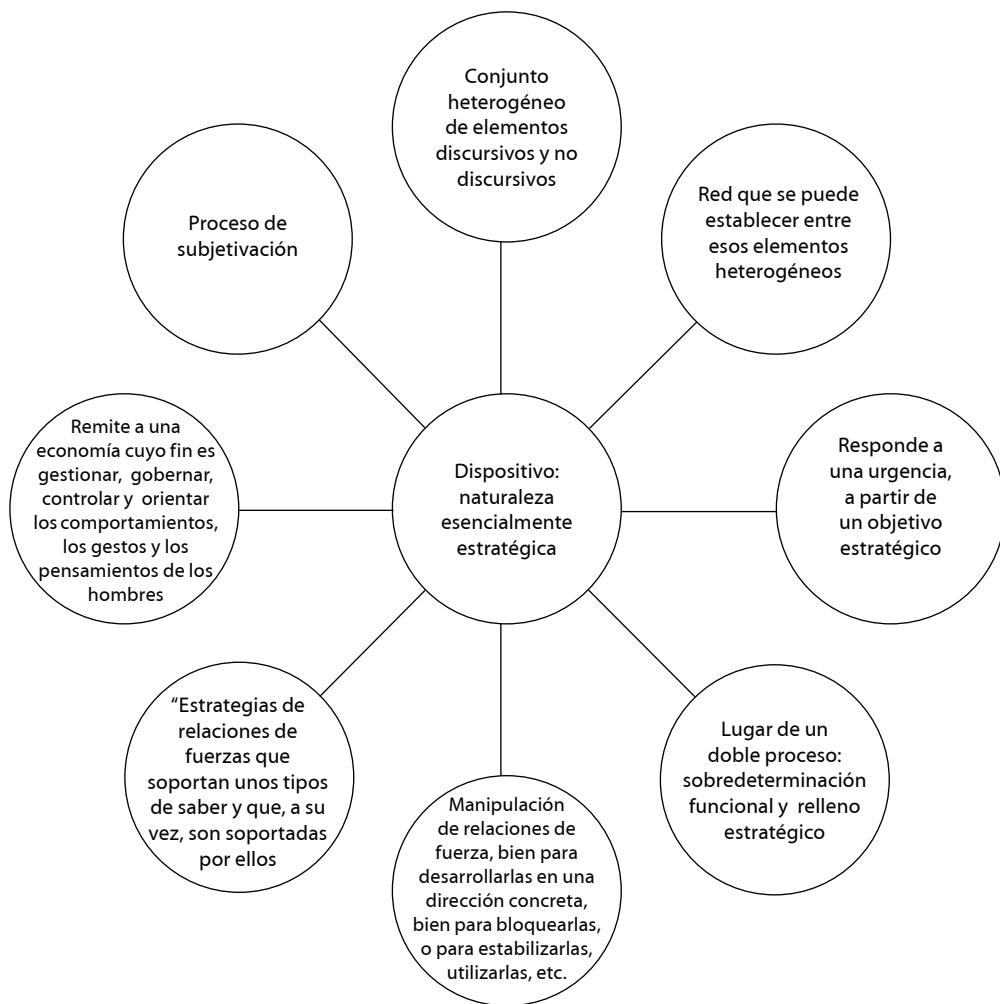 Conjunto
heterogéneo
de elementos
discursivos y no
discursivos
Red que se puede
establecer entre
esos elementos
heterogéneos
Responde a
una urgencia,
a partir de
un objetivo
estratégico
Lugar de un
doble proceso:
sobredeterminación
funcional y relleno
estratégico
Manipulación
de relaciones de
fuerza, bien para
desarrollarlas en una
dirección concreta,
bien para bloquearlas,
o para estabilizarlas,
utilizarlas, etc.
“Estrategias de
relaciones de
fuerzas que
soportan unos tipos
de saber y que, a su
vez, son soportadas
por ellos
Remite a una
economía cuyo fin es
gestionar, gobernar,
controlar y orientar
los comportamientos,
los gestos y los
pensamientos de los
hombres
Proceso de
subjetivación
Dispositivo:
naturaleza
esencialmente
estratégica